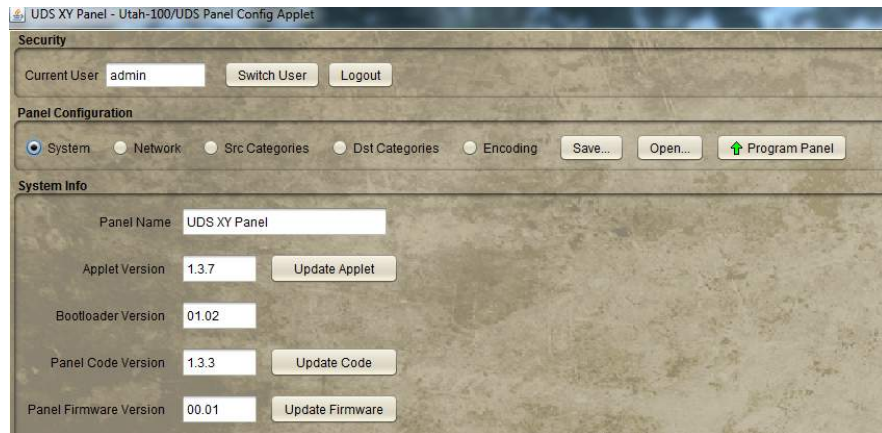 UDS XY Panel - Utah-100/UDS Panel Config Applet
Security
Current User admin Switch User Logout
Panel Configuration
System Network Src Categories Dst Categories Encoding Save... Open... Program Panel
System Info
Panel Name UDS XY Panel
Applet Version 1.3.7 Update Applet
Bootloader Version 01.02
Panel Code Version 1.3.3 Update Code
Panel Firmware Version 00.01 Update Firmware